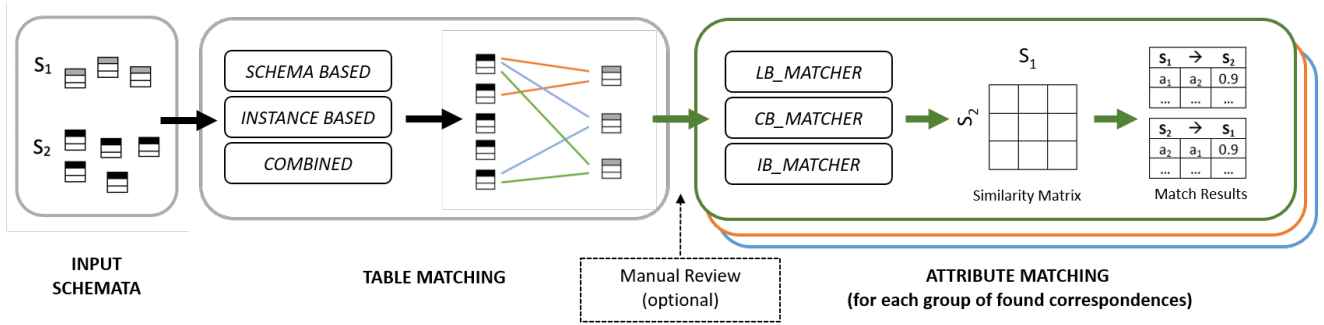 S1
S2
INPUT
SCHEMATA
SCHEMA BASED
INSTANCE BASED
COMBINED
TABLE MATCHING
Manual Review
(optional)
LB_MATCHER
CB_MATCHER
IB_MATCHER
S1
S2
Similarity Matrix
S1 → S2
a1 a2 0.9
... ... ...
S2 → S1
a2 a1 0.9
... ... ...
Match Results
ATTRIBUTE MATCHING
(for each group of found correspondences)